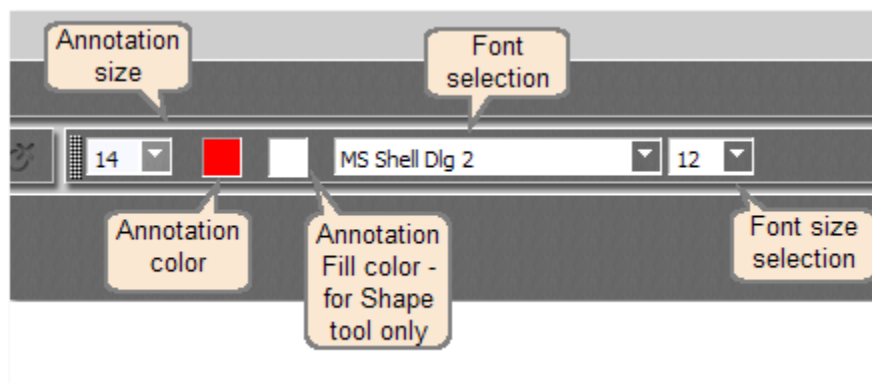 Annotation
size
Font
selection
14
MS Shell Dlg 2
12
Annotation
color
Annotation
Fill color -
for Shape
tool only
Font size
selection